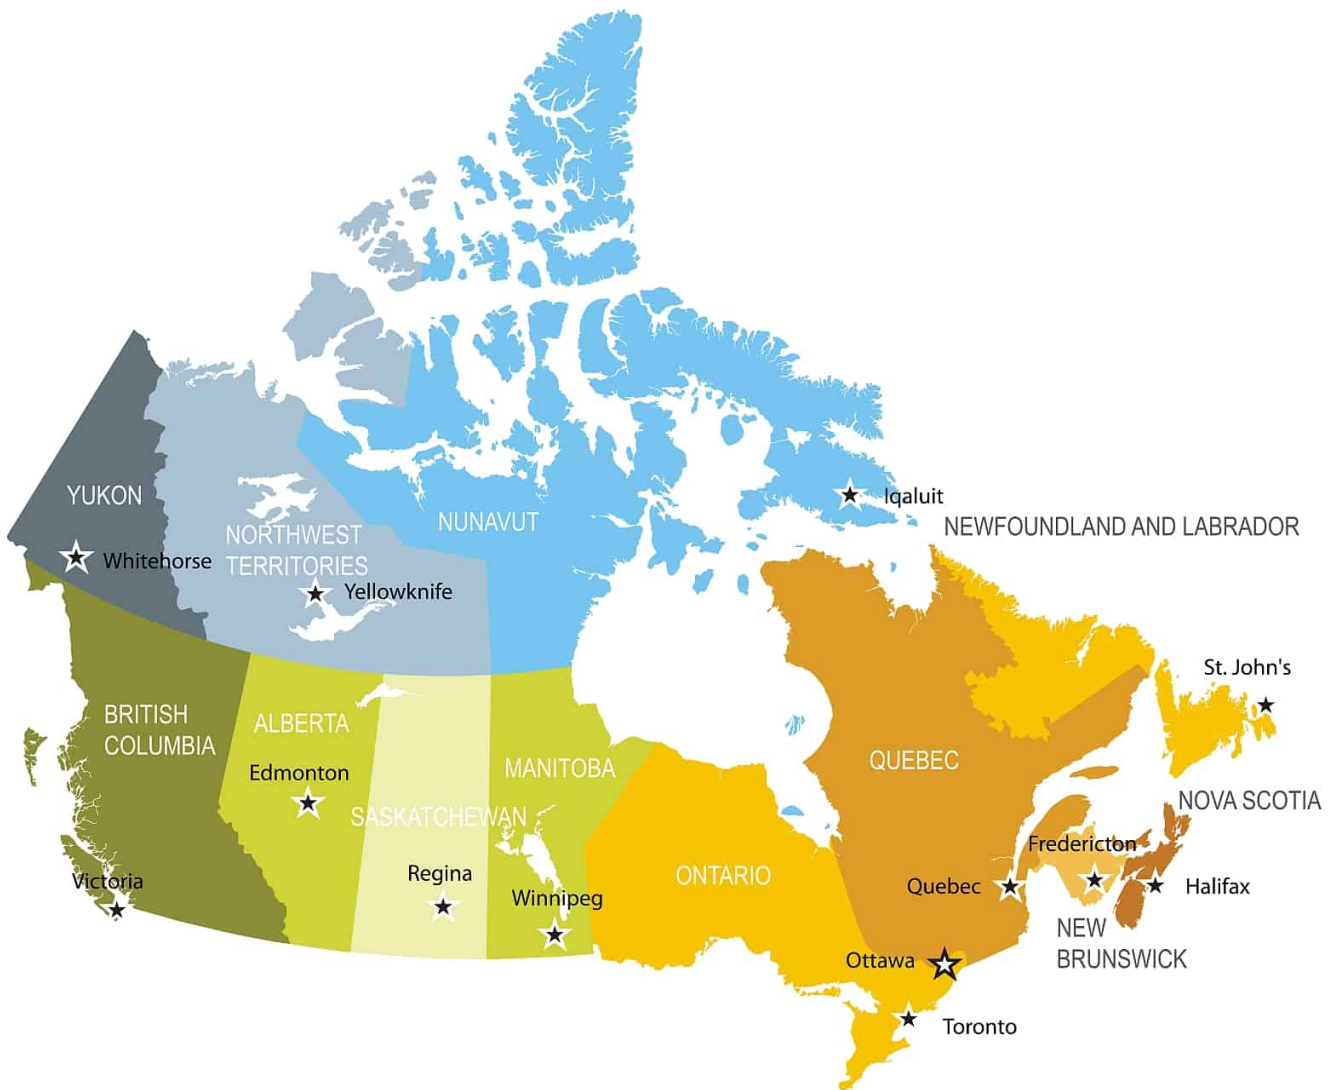 Iqaluit
YUKON
NUNAVUT
NEWFOUNDLAND AND LABRADOR
NORTHWEST
TERRITORIES
Whitehorse
Yellowknife
St. John's
BRITISH
COLUMBIA
ALBERTA
QUEBEC
MANITOBA
Edmonton
NOVA SCOTIA
SASKATCHEWAN
Fredericton
Regina
ONTARIO
Victoria
Quebec
Halifax
Winnipeg
NEW
BRUNSWICK
Ottawa
Toronto